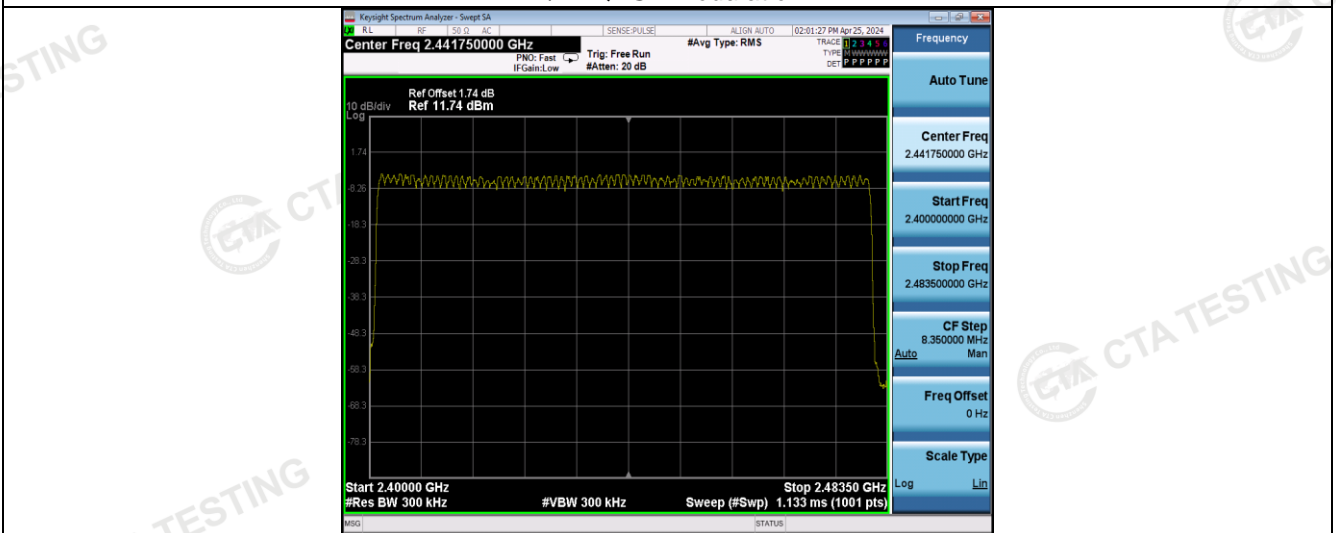 Keysight Spectrum Analyzer - Swept SA
RL RF 50 Ω AC SENSE:PULSE ALIGN AUTO 02:01:27 PM Apr 25, 2024
Center Freq 2.441750000 GHz
PNO: Fast
IFGain:Low
Trig: Free Run
#Atten: 20 dB
#Avg Type: RMS
TRACE 1 2 3 4 5 6
TYPE M WWWWW
DET P P P P P P
Frequency
Ref Offset 1.74 dB
10 dB/div Ref 11.74 dBm
Log
1.74
-8.26
-18.3
-28.3
-38.3
-48.3
-58.3
-68.3
-78.3
Start 2.40000 GHz Stop 2.48350 GHz
#Res BW 300 kHz #VBW 300 kHz Sweep (#Swp) 1.133 ms (1001 pts)
MSG STATUS
Auto Tune
Center Freq
2.441750000 GHz
Start Freq
2.400000000 GHz
Stop Freq
2.483500000 GHz
CF Step
8.350000 MHz
Auto Man
Freq Offset
0 Hz
Scale Type
Log Lin
STING
CTA
CTA TESTING
TESTING